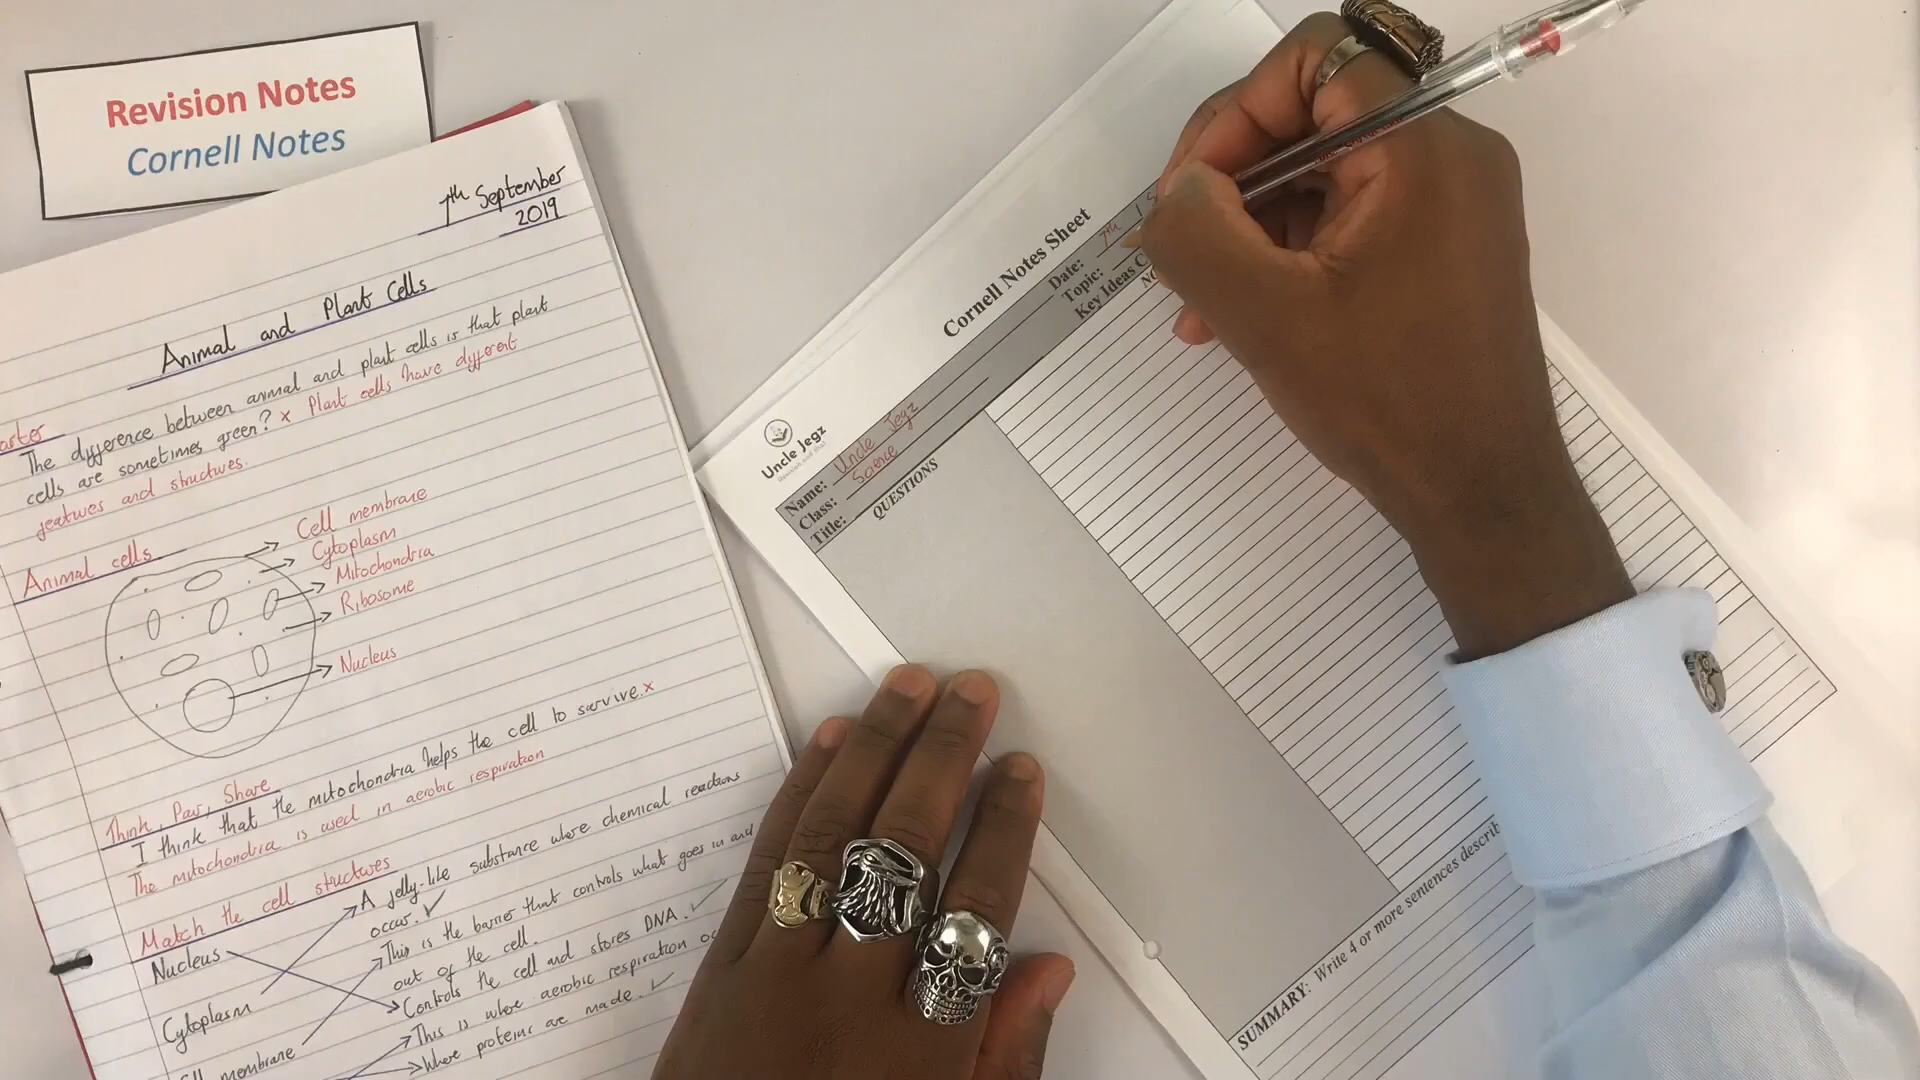 Revision Notes
Cornell Notes
7th September
2019
Animal and Plant Cells
The difference between animal and plant cells is that plant
cells are sometimes green? x Plant cells have different
features and structures.
Animal cells
Cell membrane
Cytoplasm
Mitochondria
Ribosome
Nucleus
Think, Pair, Share
I think that the mitochondria helps the cell to survive. x
The mitochondria is used in aerobic respiration
Match the cell structures
Nucleus
Cytoplasm
membrane
A jelly-like substance where chemical reactions
occur. ✓
This is the barrier that controls what goes in and
out of the cell.
Controls the cell and stores DNA. ✓
This is where aerobic respiration
Where proteins are made. ✓
Cornell Notes Sheet
Uncle Jegz
Name: Uncle Jegz
Class: Science
Title:
Date: 7th
Topic:
Key Ideas
QUESTIONS
SUMMARY: Write 4 or more sentences